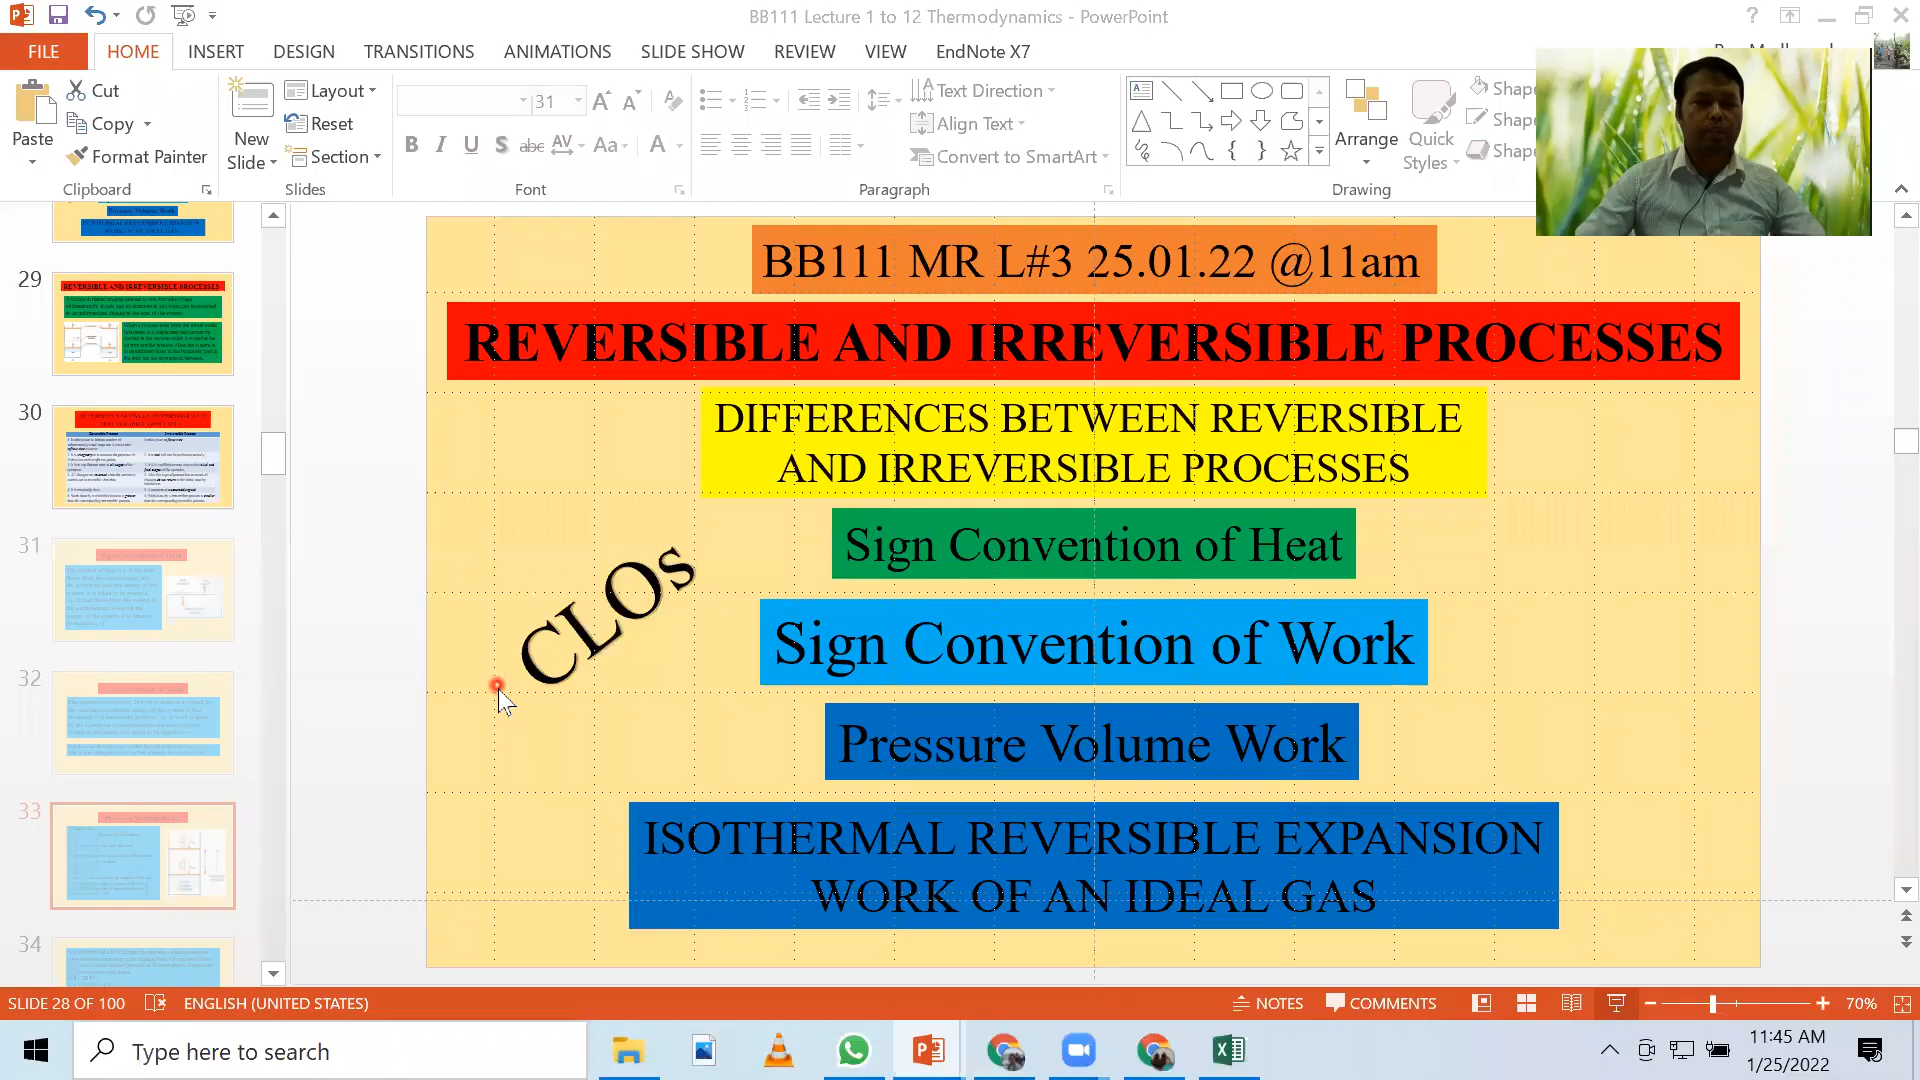 BB111 Lecture 1 to 12 Thermodynamics - PowerPoint
FILE HOME INSERT DESIGN TRANSITIONS ANIMATIONS SLIDE SHOW REVIEW VIEW EndNote X7
Cut
Copy
Format Painter
Paste
Clipboard
New
Slide
Layout
Reset
Section
Slides
31
Font
Text Direction
Align Text
Convert to SmartArt
Paragraph
Arrange
Quick
Styles
Shape
Shape
Shape
Drawing
29
REVERSIBLE AND IRREVERSIBLE PROCESSES
30
31
32
33
34
BB111 MR L#3 25.01.22 @11am
REVERSIBLE AND IRREVERSIBLE PROCESSES
DIFFERENCES BETWEEN REVERSIBLE
AND IRREVERSIBLE PROCESSES
Sign Convention of Heat
CLOs
Sign Convention of Work
Pressure Volume Work
ISOTHERMAL REVERSIBLE EXPANSION
WORK OF AN IDEAL GAS
SLIDE 28 OF 100 ENGLISH (UNITED STATES) NOTES COMMENTS 70%
Type here to search
11:45 AM
1/25/2022